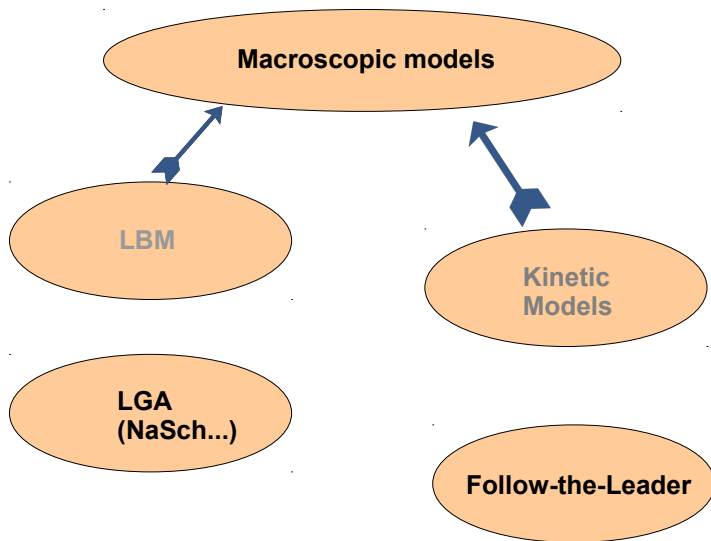 Macroscopic models
LBM
Kinetic
Models
LGA
(NaSch...)
Follow-the-Leader